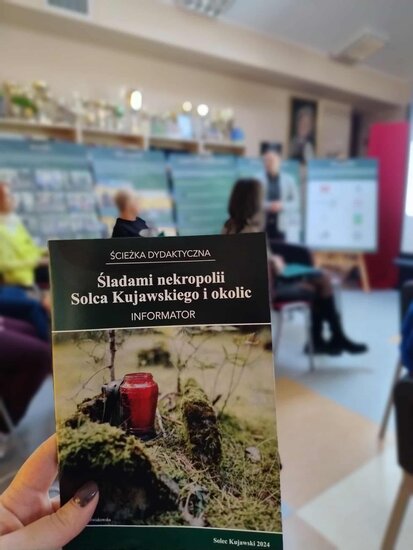 ŚCIEŻKA DYDAKTYCZNA
Śladami nekropolii
Solca Kujawskiego i okolic
INFORMATOR
Solec Kujawski 2024